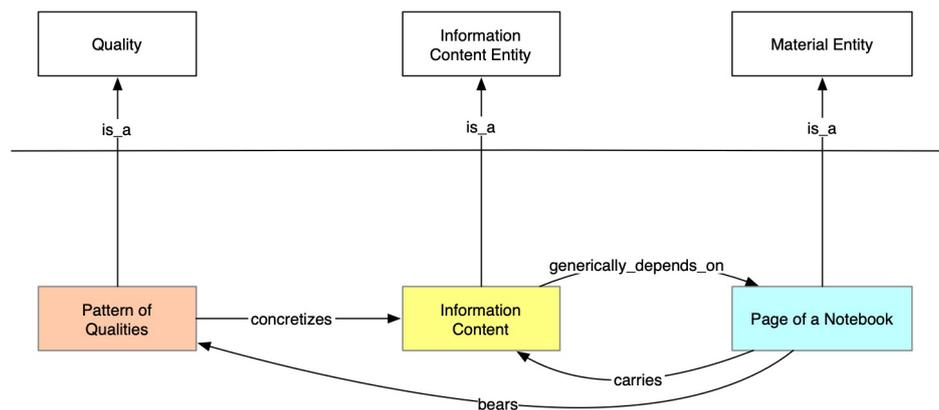 Quality
Information
Content Entity
Material Entity
is_a
is_a
is_a
generically_depends_on
Pattern of
Qualities
concretizes
Information
Content
Page of a Notebook
carries
bears